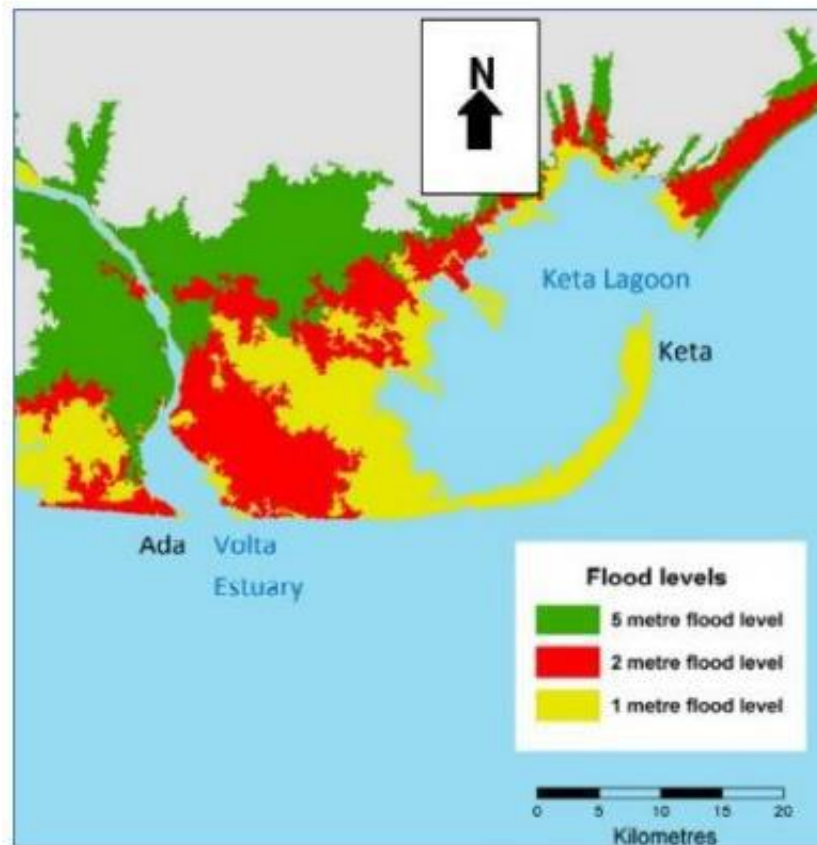 N
Keta Lagoon
Keta
Ada
Volta
Estuary
Flood levels
5 metre flood level
2 metre flood level
1 metre flood level
0 5 10 15 20
Kilometres